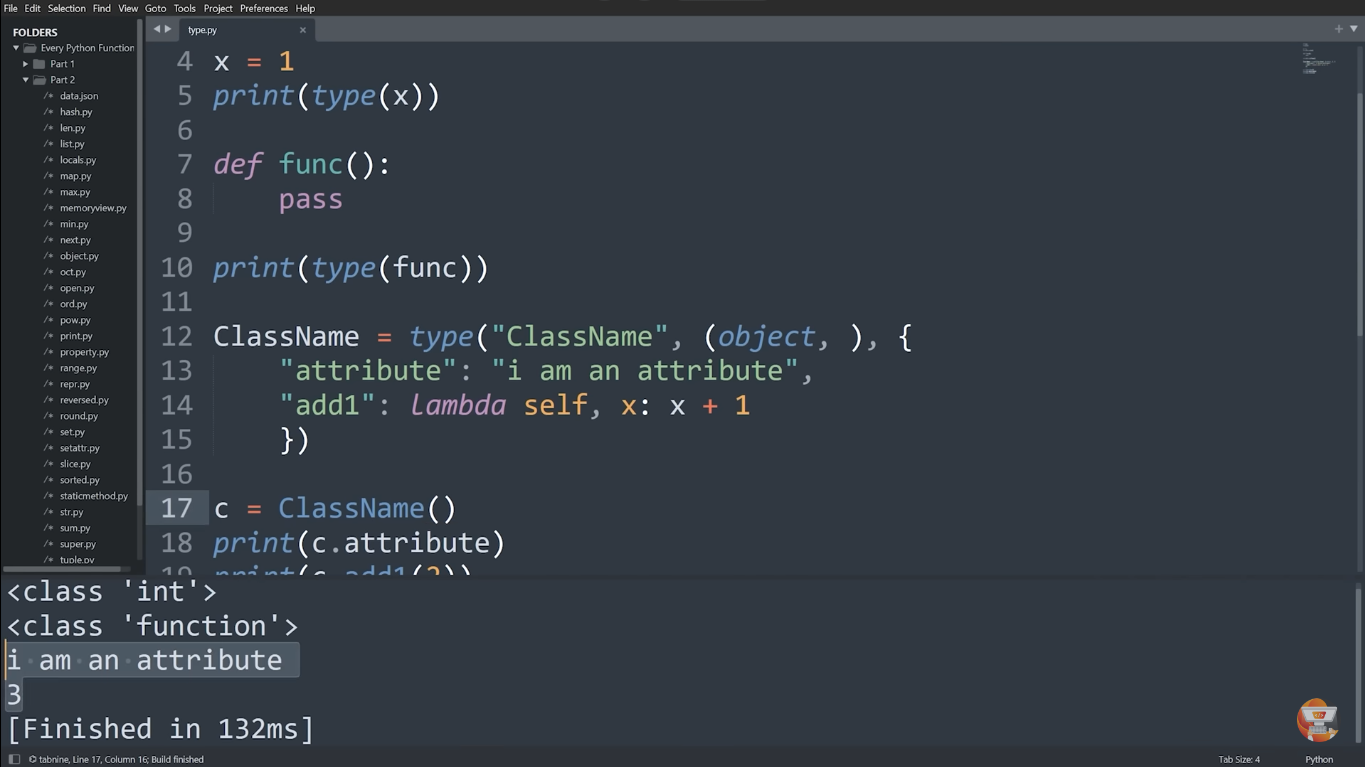 File Edit Selection Find View Goto Tools Project Preferences Help
FOLDERS
Every Python Function
Part 1
Part 2
data.json
hash.py
len.py
list.py
locals.py
map.py
max.py
memoryview.py
min.py
next.py
object.py
oct.py
open.py
ord.py
pow.py
print.py
property.py
range.py
repr.py
reversed.py
round.py
set.py
setattr.py
slice.py
sorted.py
staticmethod.py
str.py
sum.py
super.py
tuple.py
type.py
4 x = 1
5 print(type(x))
6
7 def func():
8 pass
9
10 print(type(func))
11
12 ClassName = type("ClassName", (object, ), {
13 "attribute": "i am an attribute",
14 "add1": lambda self, x: x + 1
15 })
16
17 c = ClassName()
18 print(c.attribute)
19 print(c.add1(2))
<class 'int'>
<class 'function'>
i am an attribute
3
[Finished in 132ms]
tabnine, Line 17, Column 16; Build finished
Tab Size: 4 Python